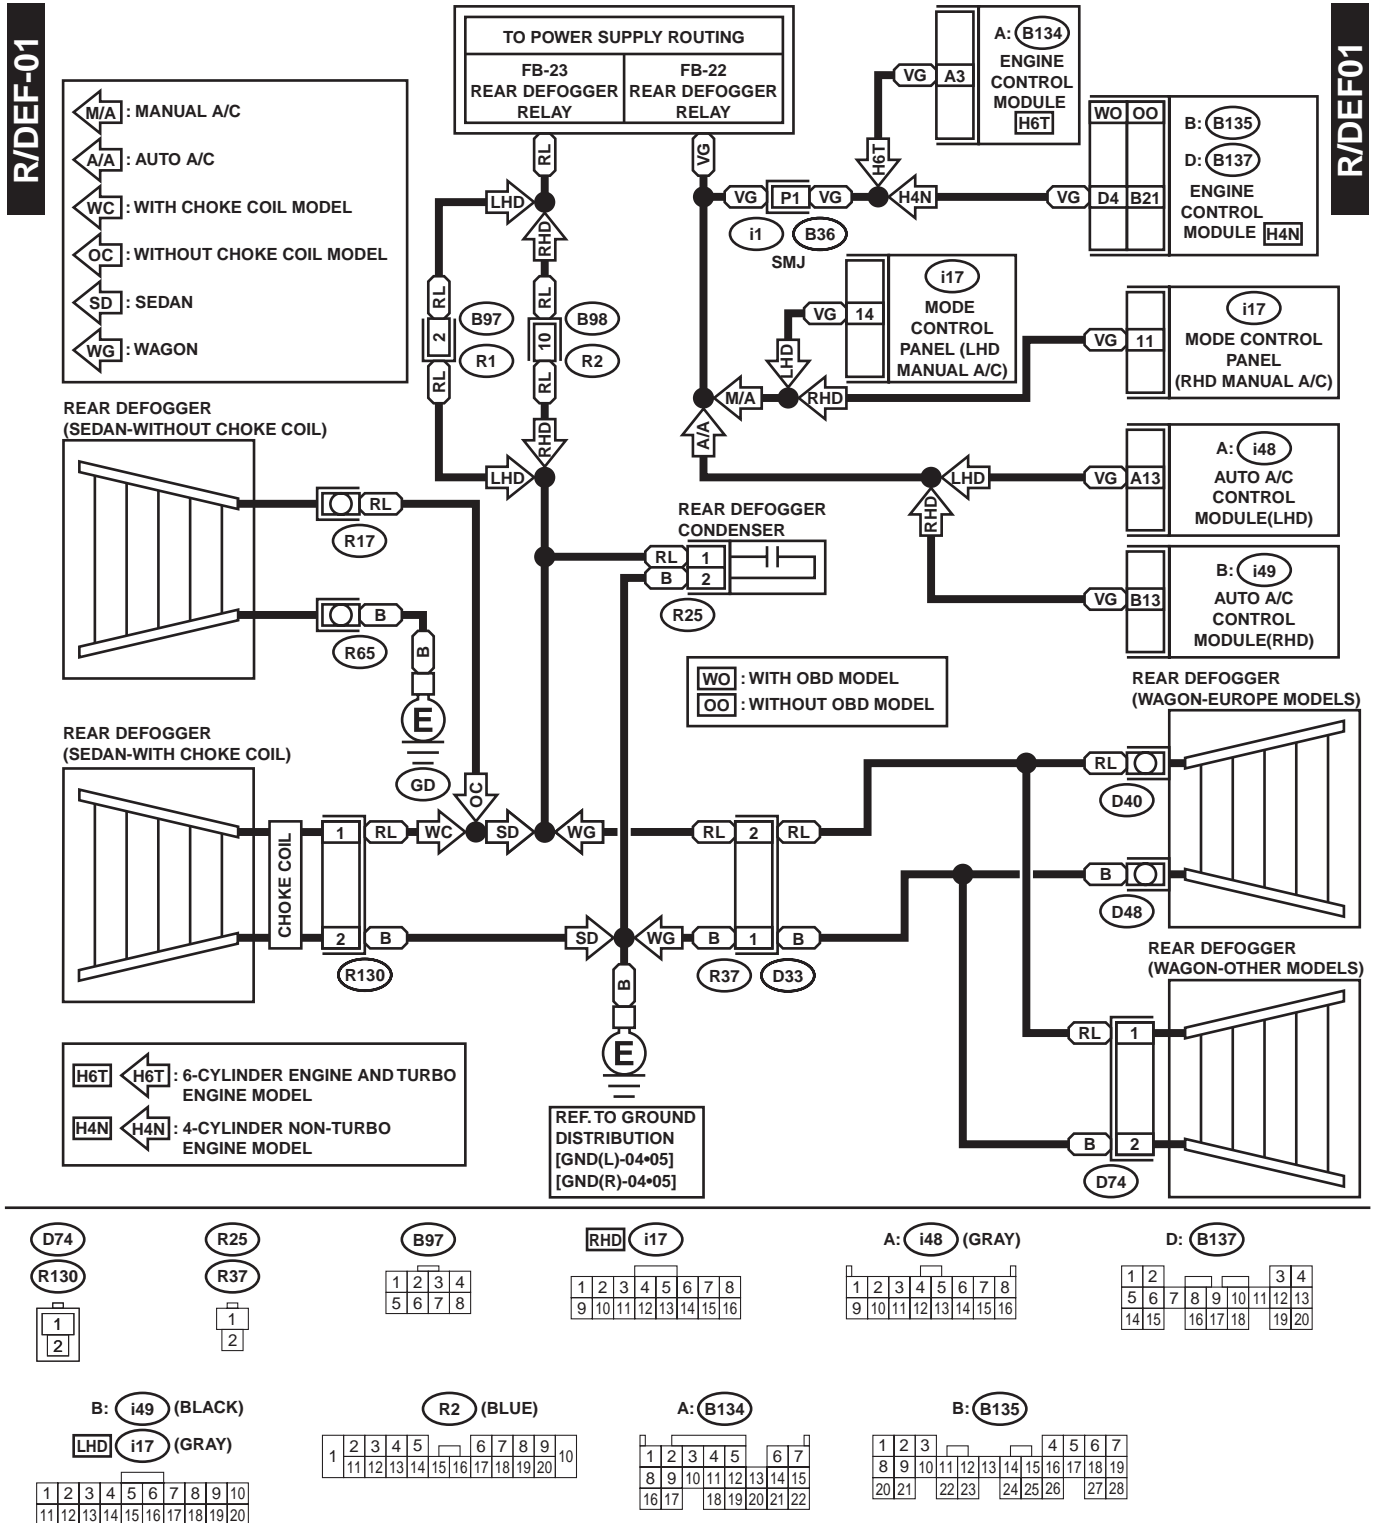 R/DEF-01
R/DEF01
M/A : MANUAL A/C
A/A : AUTO A/C
WC : WITH CHOKE COIL MODEL
OC : WITHOUT CHOKE COIL MODEL
SD : SEDAN
WG : WAGON
TO POWER SUPPLY ROUTING
FB-23
REAR DEFOGGER
RELAY
FB-22
REAR DEFOGGER
RELAY
RL
VG
A: B134
ENGINE
CONTROL
MODULE
H6T
VG A3
H6T
WO OO
B: B135
D: B137
ENGINE
CONTROL
MODULE H4N
VG D4 B21
H4N
VG P1 VG
i1 B36
SMJ
LHD
RHD
RL
RL
2
10
B97
R1
B98
R2
RL
RL
RHD
LHD
i17
MODE
CONTROL
PANEL (LHD
MANUAL A/C)
VG 14
LHD
i17
MODE CONTROL
PANEL
(RHD MANUAL A/C)
VG 11
M/A
RHD
A/A
A: i48
AUTO A/C
CONTROL
MODULE(LHD)
VG A13
LHD
RHD
B: i49
AUTO A/C
CONTROL
MODULE(RHD)
VG B13
REAR DEFOGGER
(SEDAN-WITHOUT CHOKE COIL)
RL
R17
B
R65
B
E
GD
REAR DEFOGGER
CONDENSER
RL 1
B 2
R25
WO : WITH OBD MODEL
OO : WITHOUT OBD MODEL
REAR DEFOGGER
(WAGON-EUROPE MODELS)
RL
D40
B
D48
REAR DEFOGGER
(SEDAN-WITH CHOKE COIL)
CHOKE COIL
1 RL WC
OC
SD
WG
RL 2 RL
2 B
R130
SD
WG
B 1 B
R37 D33
B
E
REF. TO GROUND
DISTRIBUTION
[GND(L)-04•05]
[GND(R)-04•05]
REAR DEFOGGER
(WAGON-OTHER MODELS)
RL 1
B 2
D74
H6T H6T : 6-CYLINDER ENGINE AND TURBO
ENGINE MODEL
H4N H4N : 4-CYLINDER NON-TURBO
ENGINE MODEL
D74
R130
1
2
R25
R37
1
2
B97
1 2 3 4
5 6 7 8
RHD i17
1 2 3 4 5 6 7 8
9 10 11 12 13 14 15 16
A: i48 (GRAY)
1 2 3 4 5 6 7 8
9 10 11 12 13 14 15 16
D: B137
1 2 3 4
5 6 7 8 9 10 11 12 13
14 15 16 17 18 19 20
B: i49 (BLACK)
LHD i17 (GRAY)
1 2 3 4 5 6 7 8 9 10
11 12 13 14 15 16 17 18 19 20
R2 (BLUE)
1 2 3 4 5 6 7 8 9 10
11 12 13 14 15 16 17 18 19 20
A: B134
1 2 3 4 5 6 7
8 9 10 11 12 13 14 15
16 17 18 19 20 21 22
B: B135
1 2 3 4 5 6 7
8 9 10 11 12 13 14 15 16 17 18 19
20 21 22 23 24 25 26 27 28